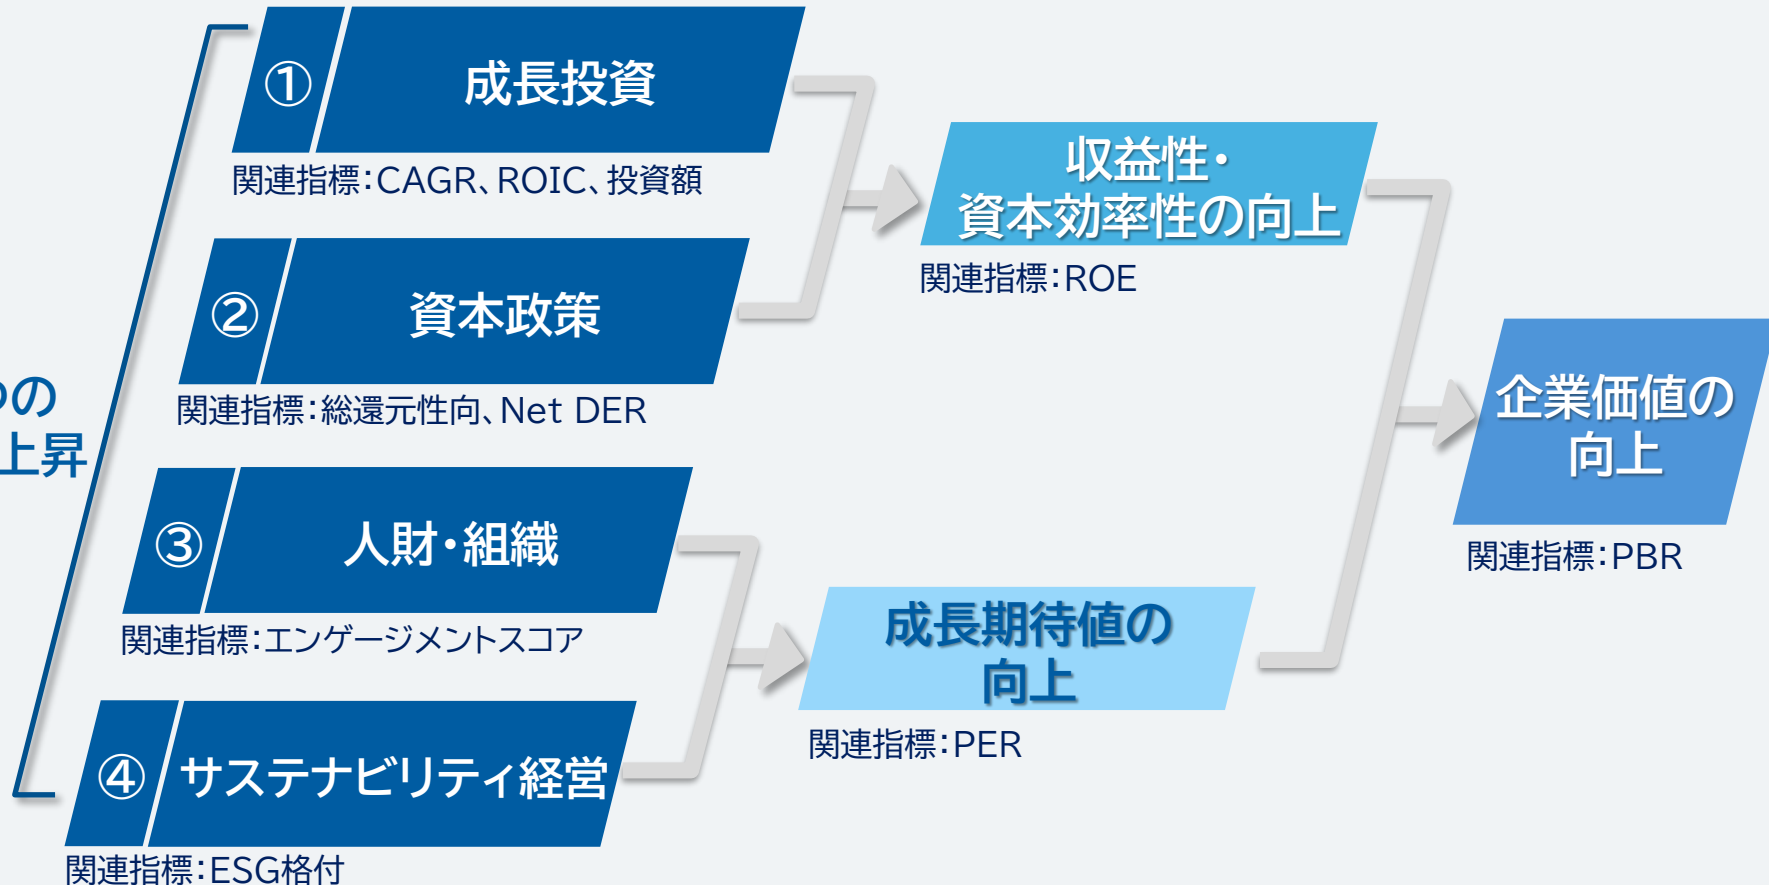 つの
上昇
① 成長投資
関連指標：CAGR、ROIC、投資額
② 資本政策
関連指標：総還元性向、Net DER
③ 人財・組織
関連指標：エンゲージメントスコア
④ サステナビリティ経営
関連指標：ESG格付
収益性・
資本効率性の向上
関連指標：ROE
成長期待値の
向上
関連指標：PER
企業価値の
向上
関連指標：PBR